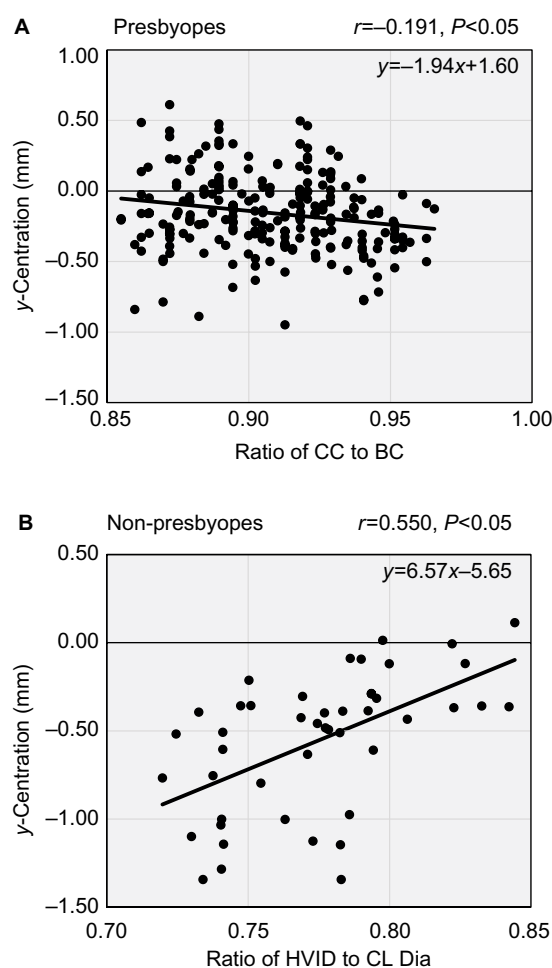 A Presbyopes r=–0.191, P<0.05
y=–1.94x+1.60
1.00
0.50
0.00
–0.50
–1.00
–1.50
y-Centration (mm)
0.85 0.90 0.95 1.00
Ratio of CC to BC
B Non-presbyopes r=0.550, P<0.05
y=6.57x–5.65
0.50
0.00
–0.50
–1.00
–1.50
y-Centration (mm)
0.70 0.75 0.80 0.85
Ratio of HVID to CL Dia